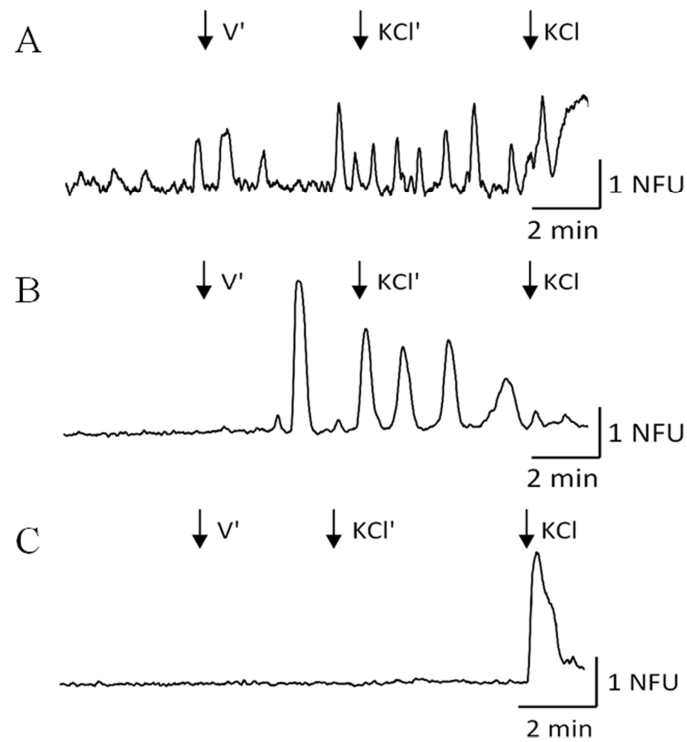 A
V' KCl' KCl
1 NFU
2 min
B
V' KCl' KCl
1 NFU
2 min
C
V' KCl' KCl
1 NFU
2 min